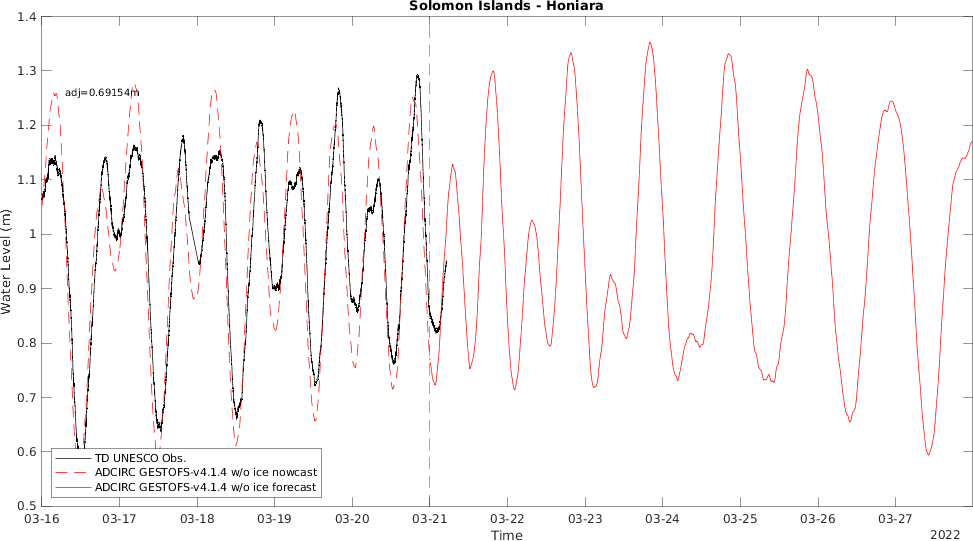 Solomon Islands - Honiara
1.4
1.3
adj=0.69154m
1.2
1.1
1
0.9
0.8
0.7
0.6
0.5
Water Level (m)
TD UNESCO Obs.
ADCIRC GESTOFS-v4.1.4 w/o ice nowcast
ADCIRC GESTOFS-v4.1.4 w/o ice forecast
03-16 03-17 03-18 03-19 03-20 03-21 03-22 03-23 03-24 03-25 03-26 03-27
Time
2022